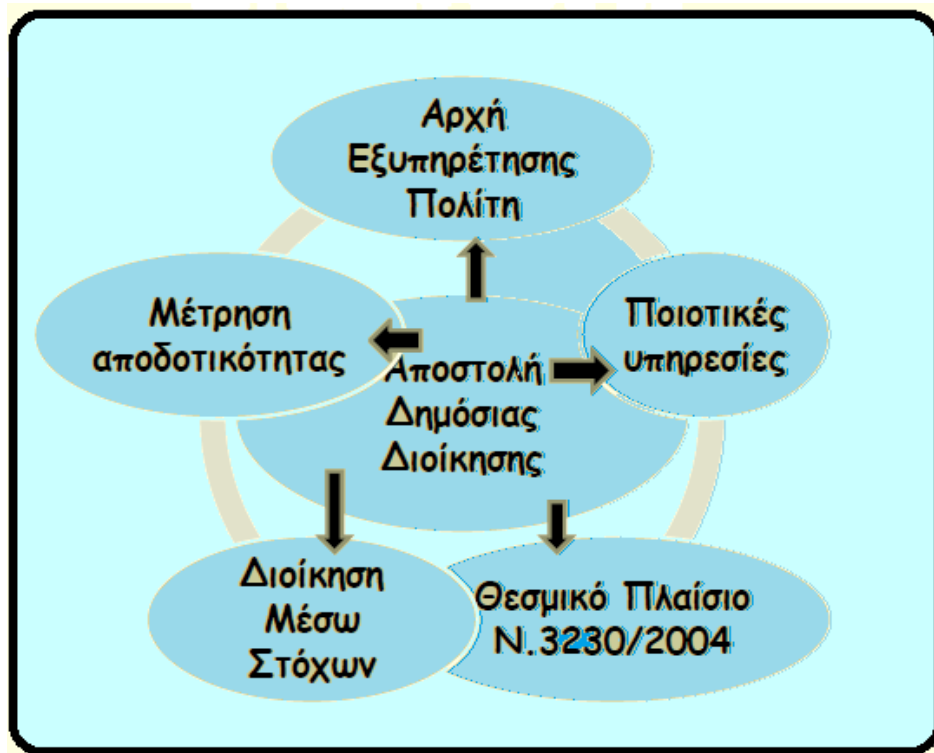 Αρχή
Εξυπηρέτησης
Πολίτη
Μέτρηση
αποδοτικότητας
Ποιοτικές
υπηρεσίες
Αποστολή
Δημόσιας
Διοίκησης
Διοίκηση
Μέσω
Στόχων
Θεσμικό Πλαίσιο
Ν.3230/2004